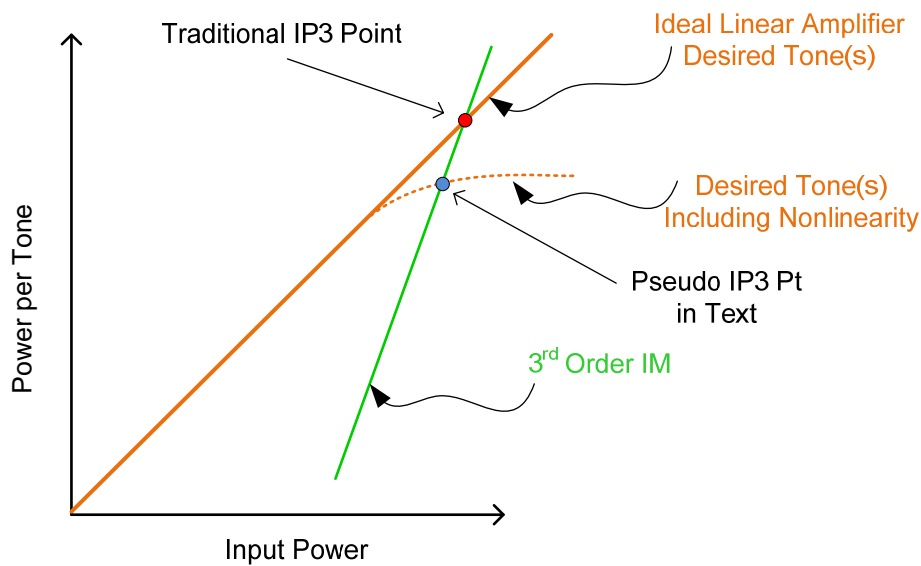 Traditional IP3 Point
Ideal Linear Amplifier
Desired Tone(s)
Desired Tone(s)
Including Nonlinearity
Pseudo IP3 Pt
in Text
3rd Order IM
Power per Tone
Input Power